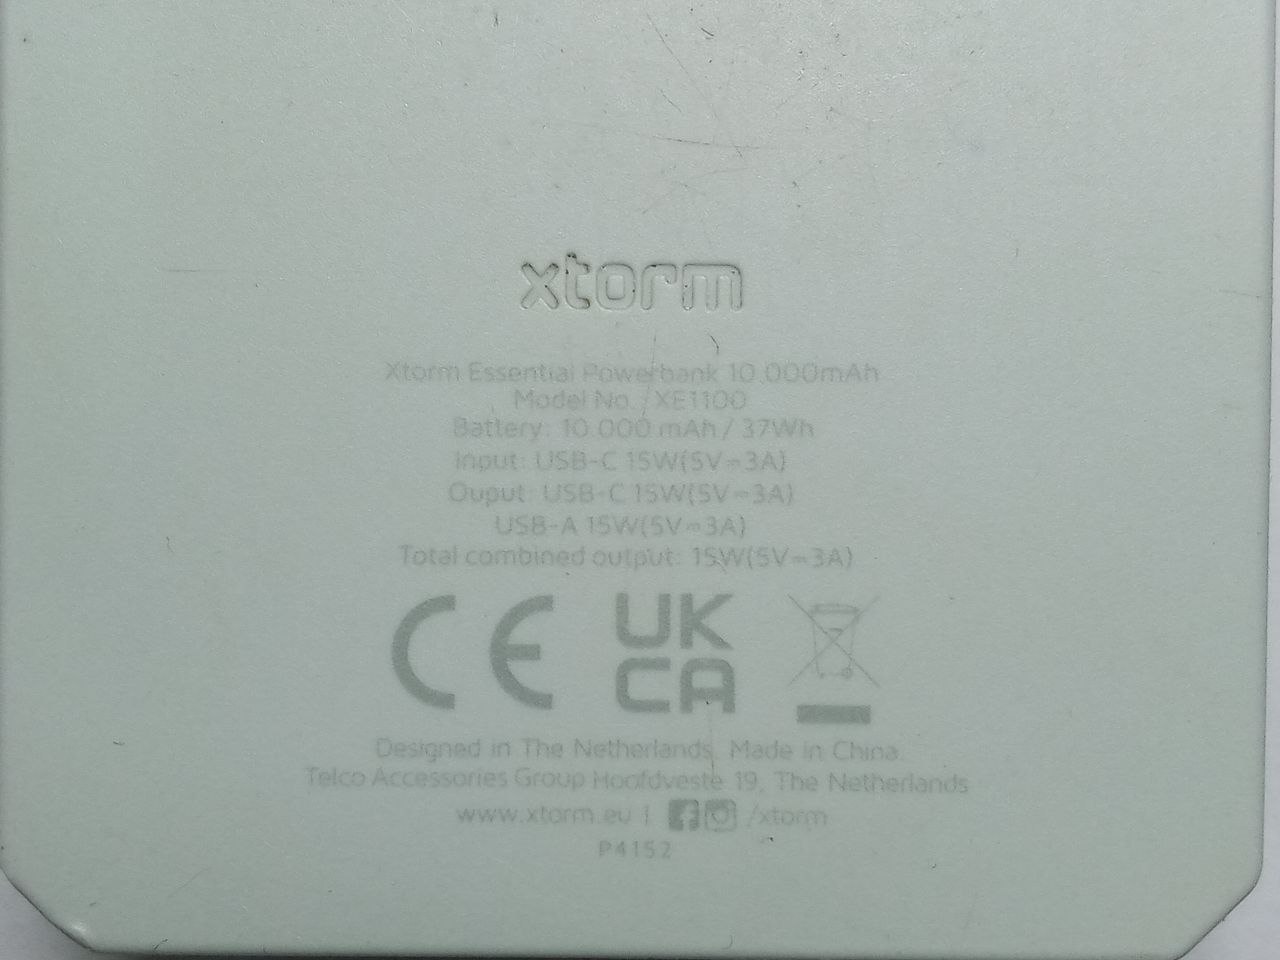 xtorm
Xtorm Essential Powerbank 10.000mAh
Model No. XE1100
Battery: 10.000 mAh / 37Wh
Input: USB-C 15W(5V⎓3A)
Ouput: USB-C 15W(5V⎓3A)
USB-A 15W(5V⎓3A)
Total combined output: 15W(5V⎓3A)
CE UK CA
Designed in The Netherlands. Made in China.
Telco Accessories Group Hoofdveste 19, The Netherlands
www.xtorm.eu | /xtorm
P4152